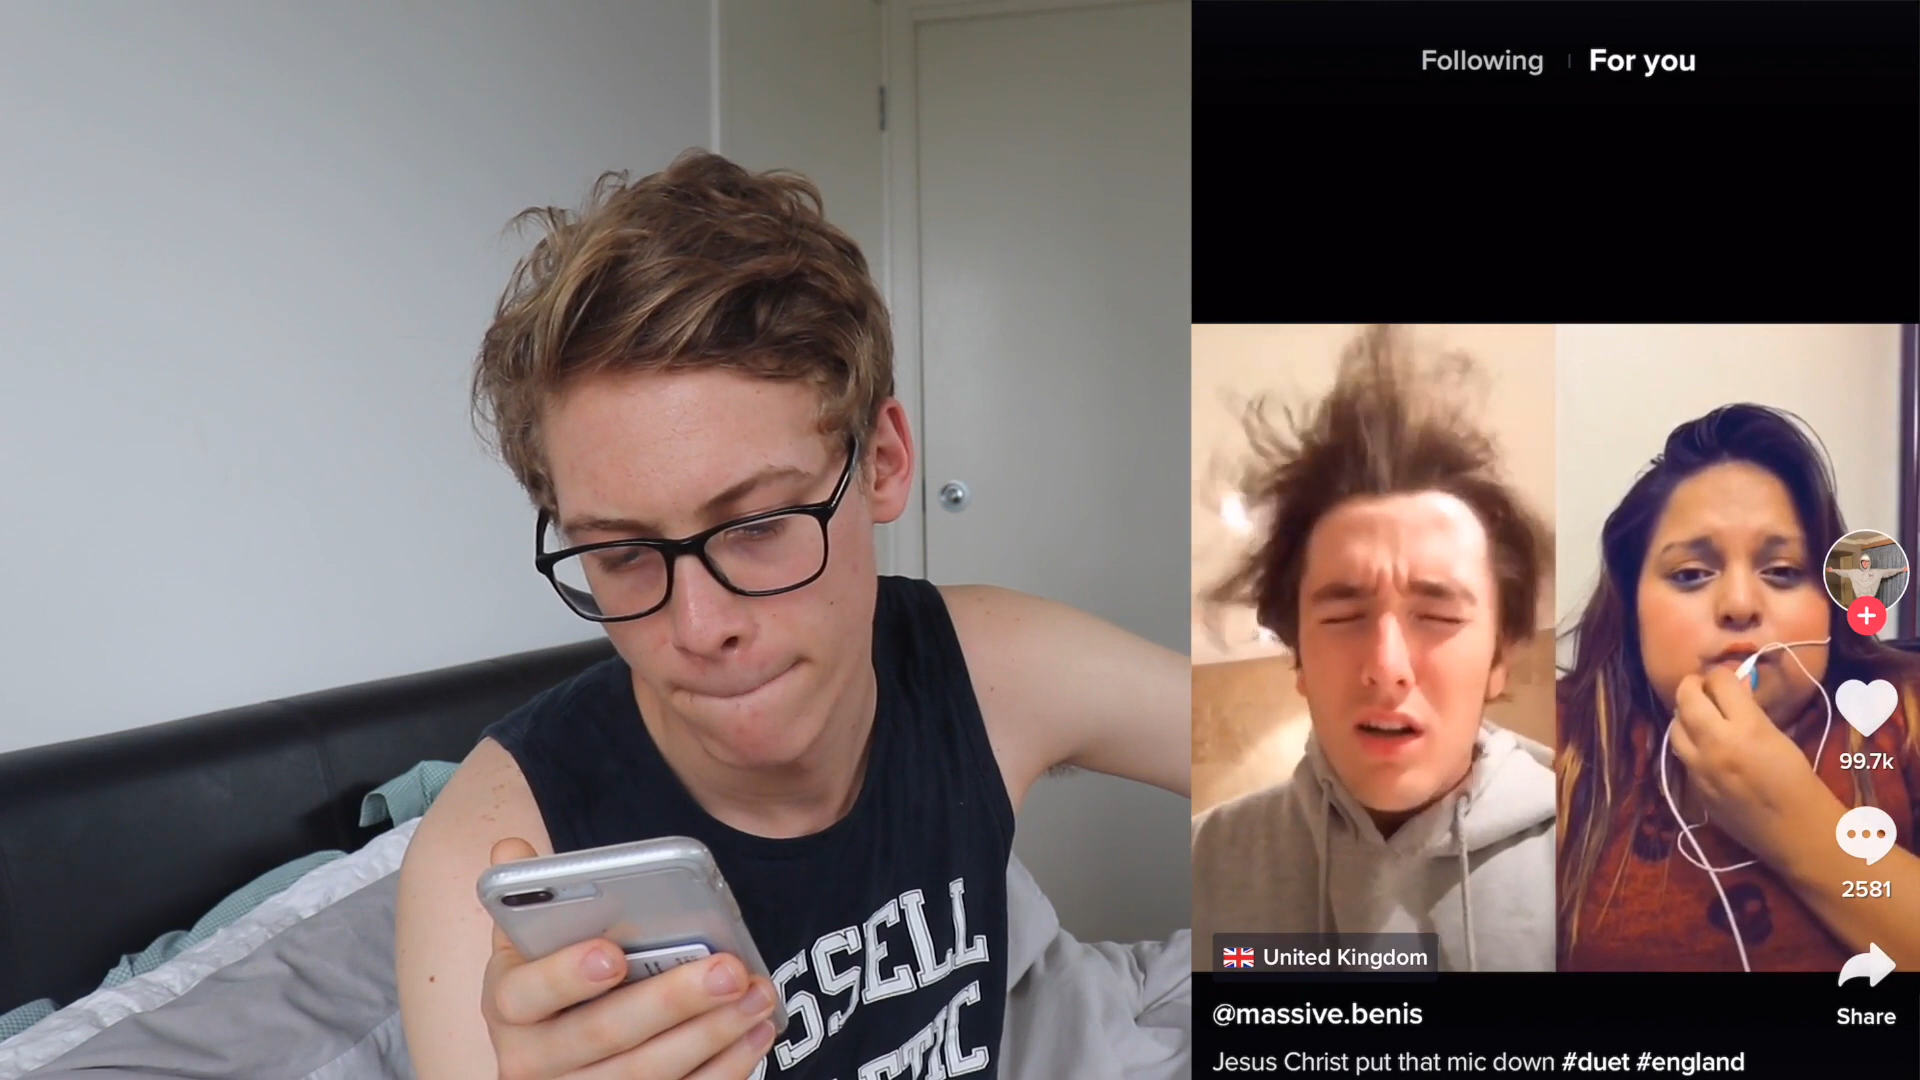 Following | For you
99.7k
2581
United Kingdom
Share
@massive.benis
Jesus Christ put that mic down #duet #england